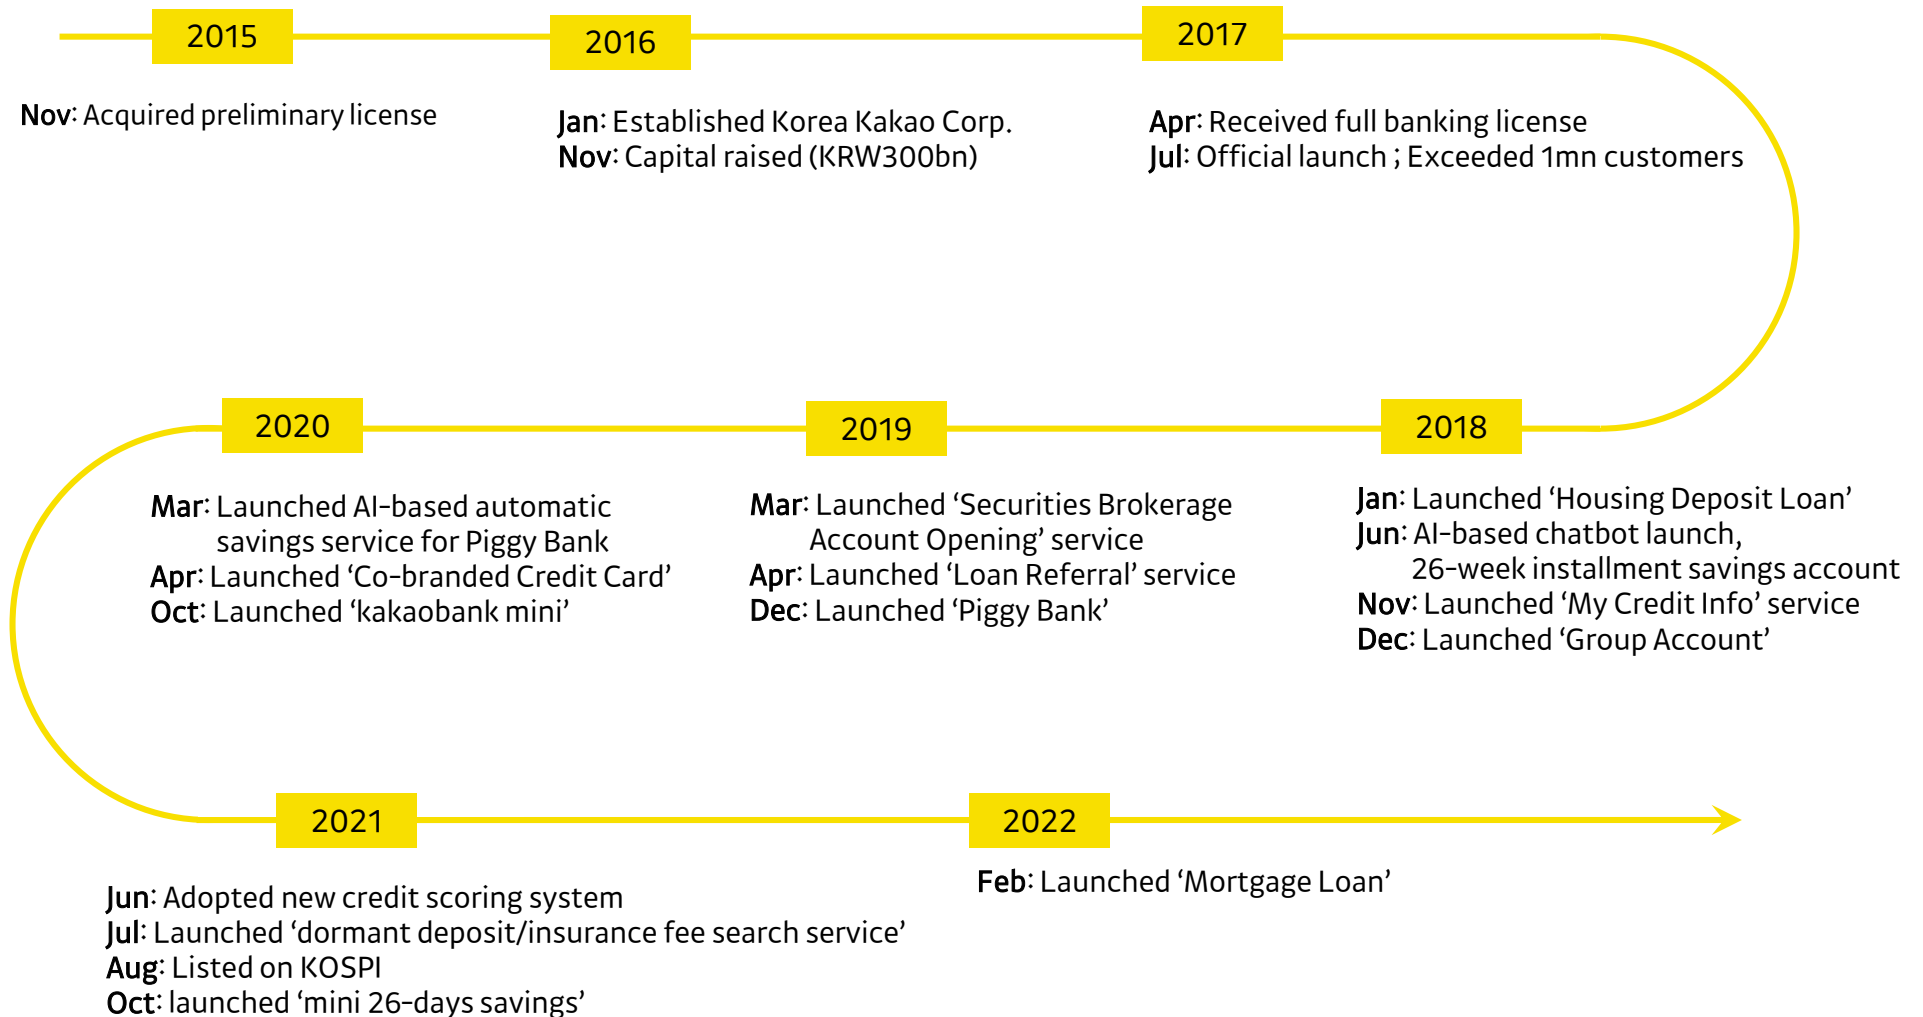 2015
Nov: Acquired preliminary license
2016
Jan: Established Korea Kakao Corp.
Nov: Capital raised (KRW300bn)
2017
Apr: Received full banking license
Jul: Official launch ; Exceeded 1mn customers
2018
Jan: Launched ‘Housing Deposit Loan’
Jun: AI-based chatbot launch,
26-week installment savings account
Nov: Launched ‘My Credit Info’ service
Dec: Launched ‘Group Account’
2019
Mar: Launched ‘Securities Brokerage
Account Opening’ service
Apr: Launched ‘Loan Referral’ service
Dec: Launched ‘Piggy Bank’
2020
Mar: Launched AI-based automatic
savings service for Piggy Bank
Apr: Launched ‘Co-branded Credit Card’
Oct: Launched ‘kakaobank mini’
2021
Jun: Adopted new credit scoring system
Jul: Launched ‘dormant deposit/insurance fee search service’
Aug: Listed on KOSPI
Oct: launched ‘mini 26-days savings’
2022
Feb: Launched ‘Mortgage Loan’